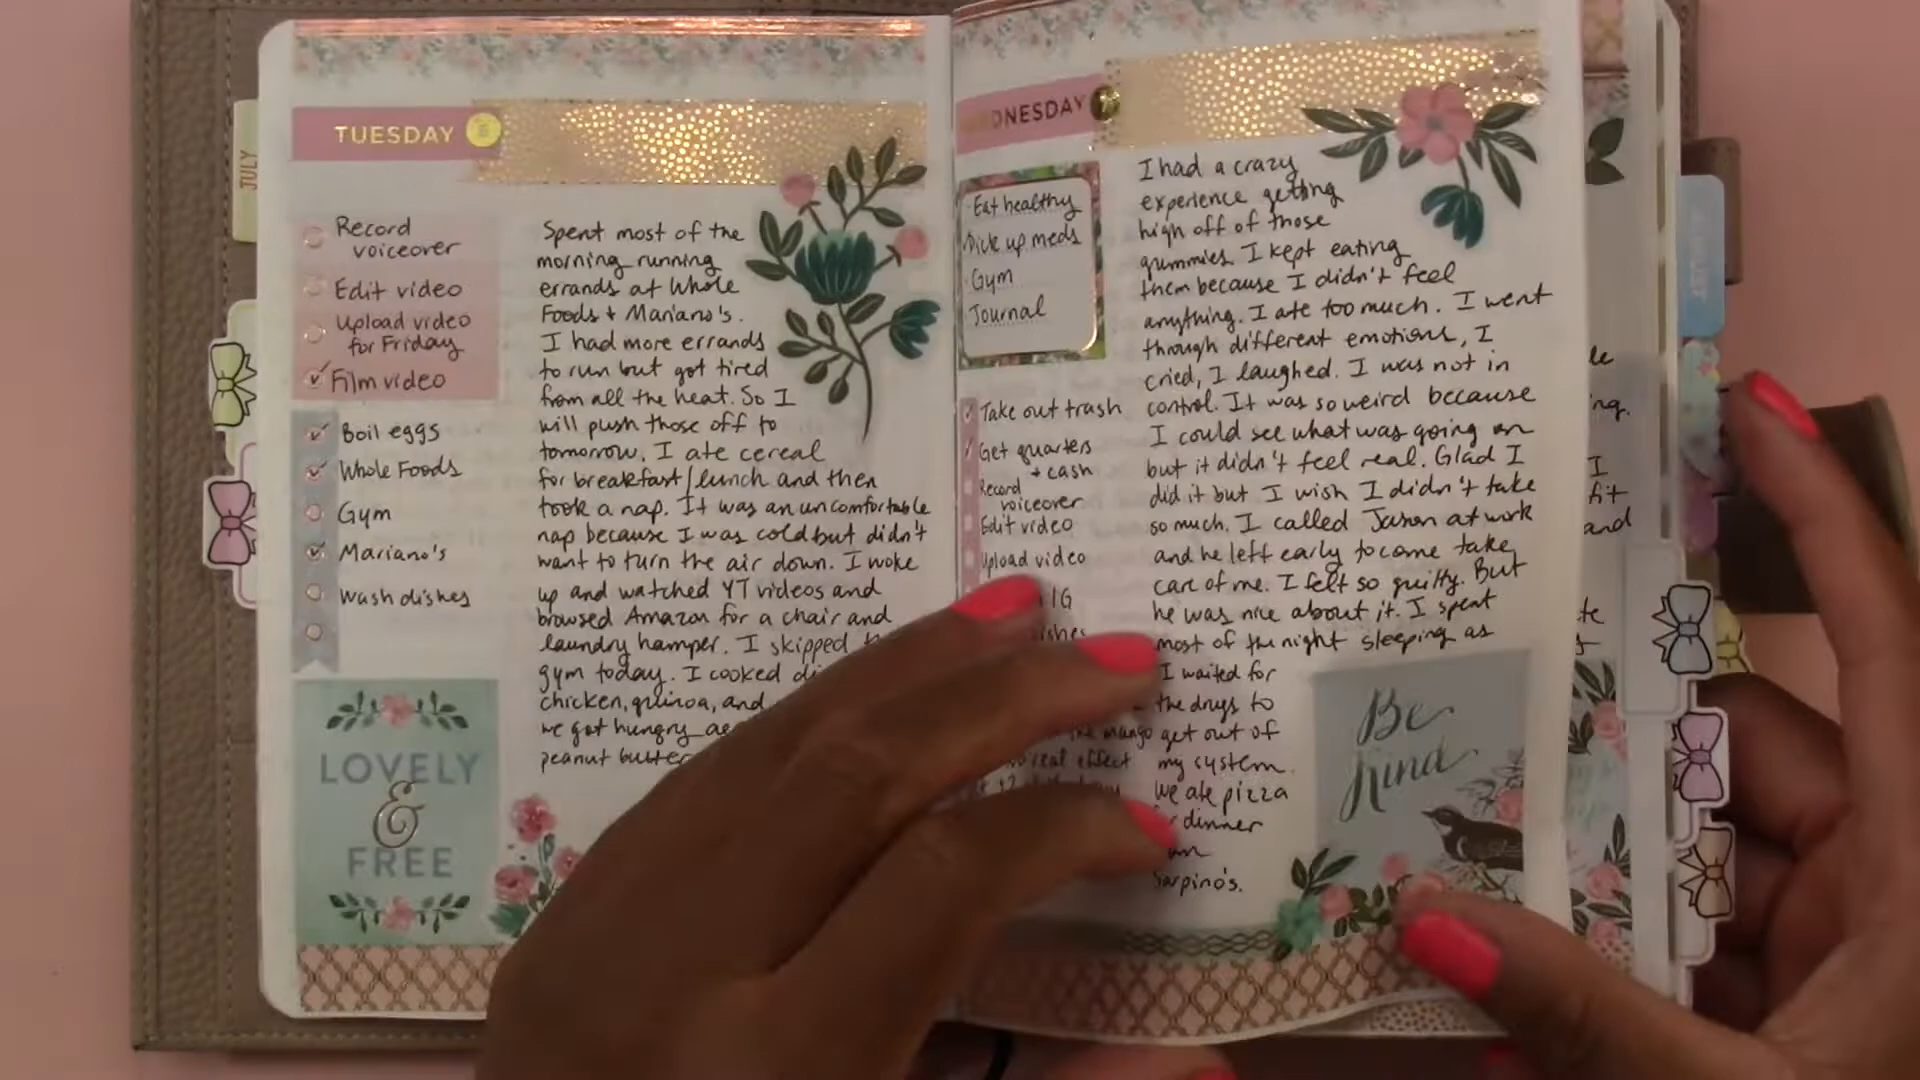 JULY
TUESDAY
Record
voiceover
Edit video
Upload video
for Friday
Film video
Boil eggs
Whole Foods
Gym
Mariano's
wash dishes
LOVELY
&
FREE
Spent most of the
morning running
errands at Whole
Foods + Mariano's.
I had more errands
to run but got tired
from all the heat. So I
will push those off to
tomorrow. I ate cereal
for breakfast/lunch and then
took a nap. It was an uncomfortable
nap because I was cold but didn't
want to turn the air down. I woke
up and watched YT videos and
browsed Amazon for a chair and
laundry hamper. I skipped
gym today. I cooked
chicken, quinoa, and
we got hungry
peanut butter
DNESDAY
Eat healthy
Pick up meds
Gym
Journal
Take out trash
Get quarters
+ cash
Record
voiceover
Edit video
Upload video
IG
mango
real effect
I had a crazy
experience getting
high off of those
gummies. I kept eating
them because I didn't feel
anything. I ate too much. I went
through different emotions, I
cried, I laughed. I was not in
control. It was so weird because
I could see what was going on
but it didn't feel real. Glad I
did it but I wish I didn't take
so much. I called Jason at work
and he left early to come take
care of me. I felt so guilty. But
he was nice about it. I spent
most of the night sleeping as
I waited for
the drugs to
get out of
my system.
We ate pizza
dinner
Sarpino's.
Be
Kind
I
fit
and